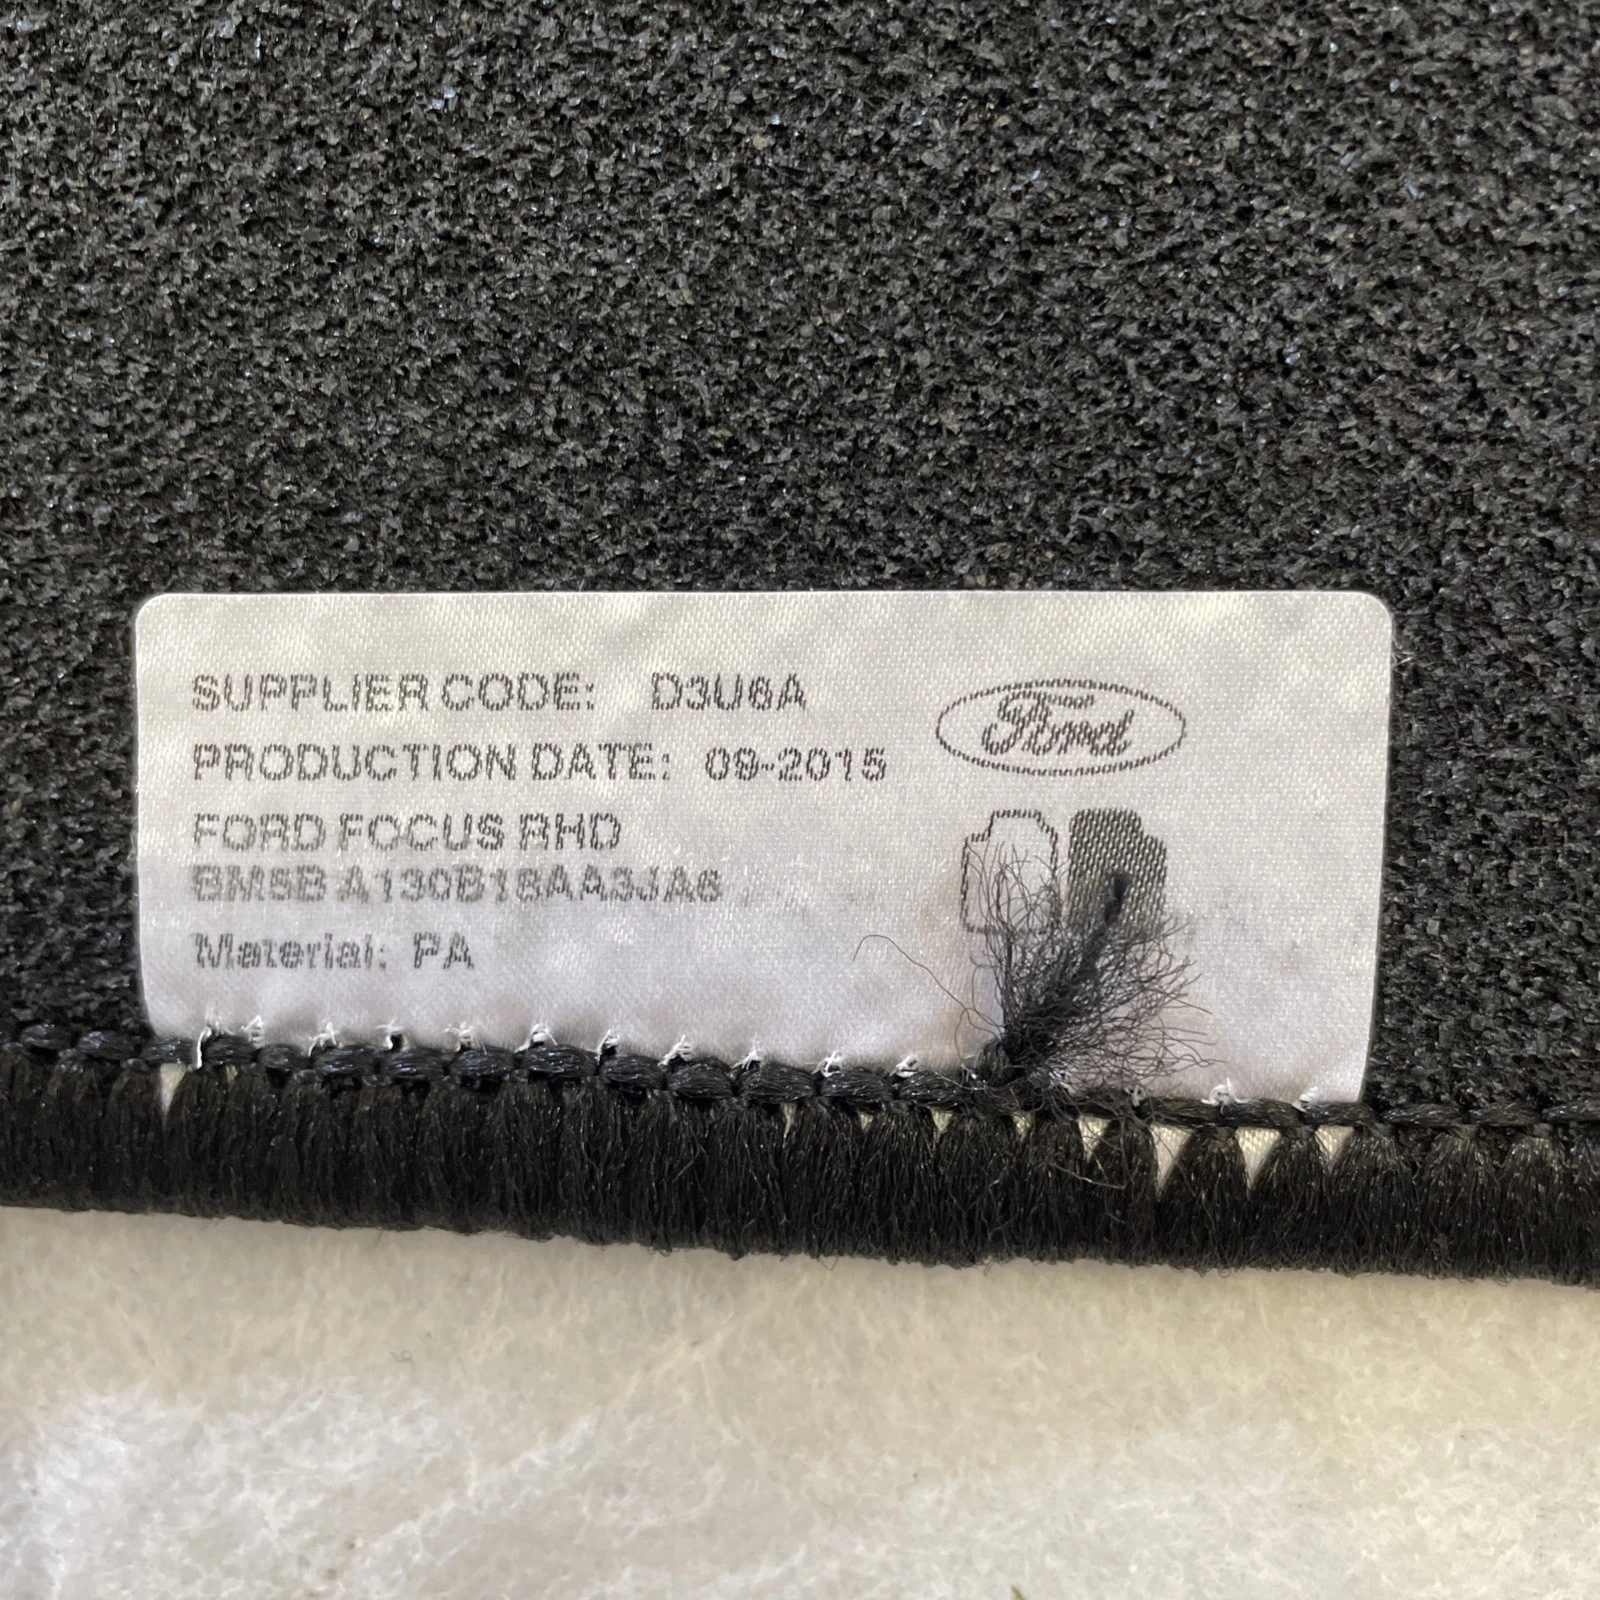 SUPPLIER CODE: D3U6A
Ford
PRODUCTION DATE: 09-2015
FORD FOCUS RHD
BM5B A130B18AA3JA6
Material: PA